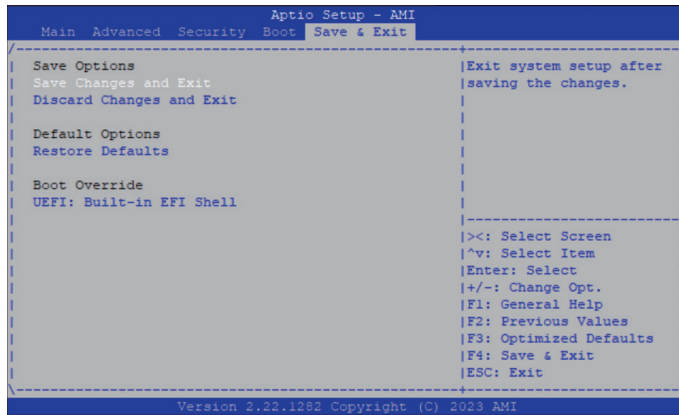 Aptio Setup - AMI
Main Advanced Security Boot Save & Exit
Save Options
Save Changes and Exit
Discard Changes and Exit
Default Options
Restore Defaults
Boot Override
UEFI: Built-in EFI Shell
Exit system setup after
saving the changes.
><: Select Screen
^v: Select Item
Enter: Select
+/-: Change Opt.
F1: General Help
F2: Previous Values
F3: Optimized Defaults
F4: Save & Exit
ESC: Exit
Version 2.22.1282 Copyright (C) 2023 AMI